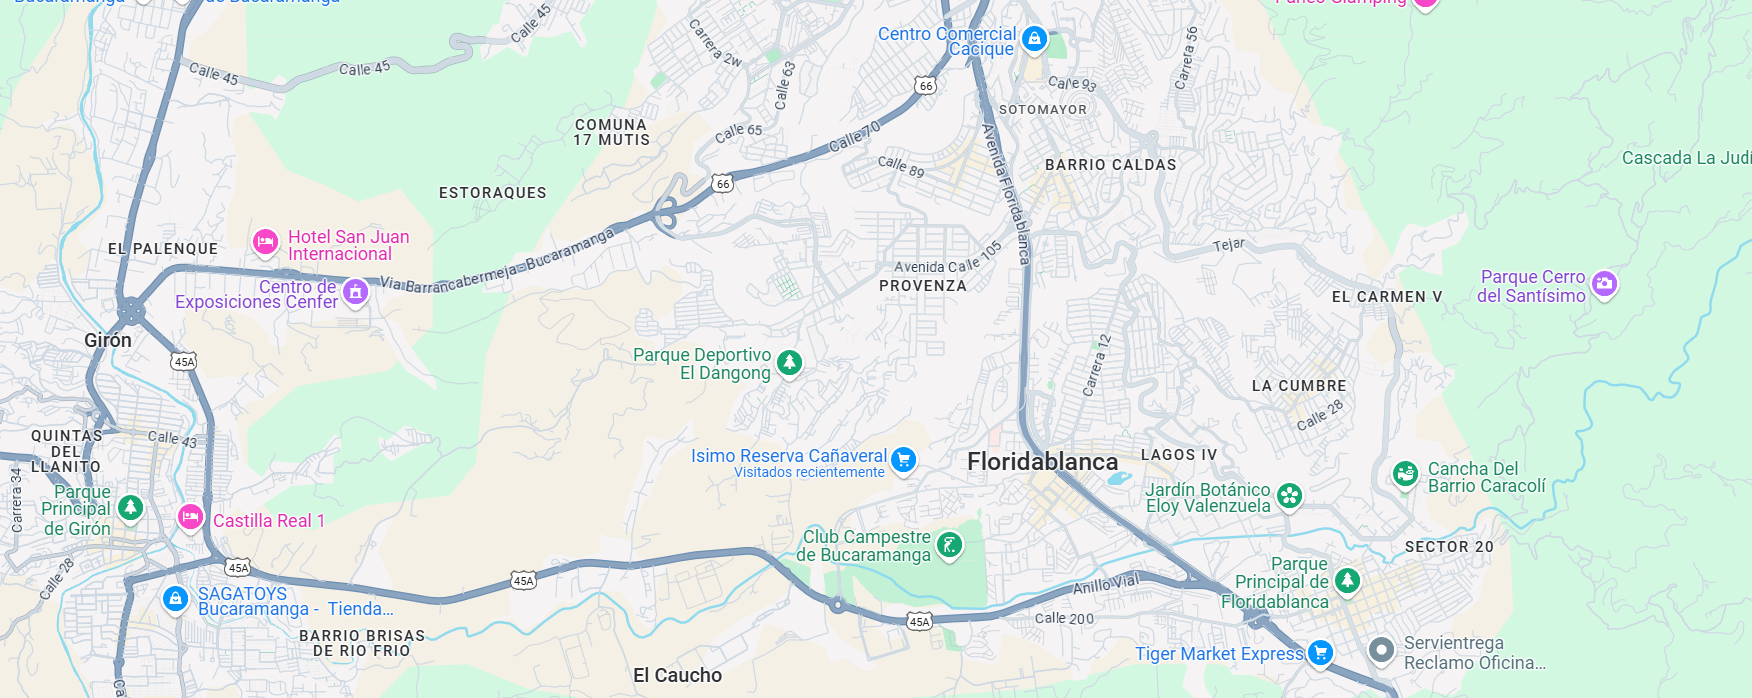 Bucaramanga
de Bucaramanga
Calle 45
Calle 45
Calle 45
Carrera 2w
Calle 63
Calle 65
Centro Comercial
Cacique
66
Calle 93
Carrera 56
SOTOMAYOR
COMUNA
17 MUTIS
Calle 70
Avenida Floridablanca
Calle 89
BARRIO CALDAS
Cascada La Judí
ESTORAQUES
66
EL PALENQUE
Hotel San Juan
Internacional
Via Barrancabermeja-Bucaramanga
Centro de
Exposiciones Cenfer
Avenida Calle 105
PROVENZA
Tejar
EL CARMEN V
Parque Cerro
del Santísimo
Girón
45A
Parque Deportivo
El Dangong
Carrera 12
LA CUMBRE
Calle 28
QUINTAS
DEL
LLANITO
Calle 43
Carrera 34
Isimo Reserva Cañaveral
Visitados recientemente
Floridablanca
LAGOS IV
Jardín Botánico
Eloy Valenzuela
Cancha Del
Barrio Caracolí
Parque
Principal
de Girón
Castilla Real 1
Club Campestre
de Bucaramanga
SECTOR 20
45A
45A
Calle 28
SAGATOYS
Bucaramanga - Tienda...
Anillo Vial
Parque
Principal de
Floridablanca
45A
Calle 200
BARRIO BRISAS
DE RIO FRIO
El Caucho
Tiger Market Express
Servientrega
Reclamo Oficina...